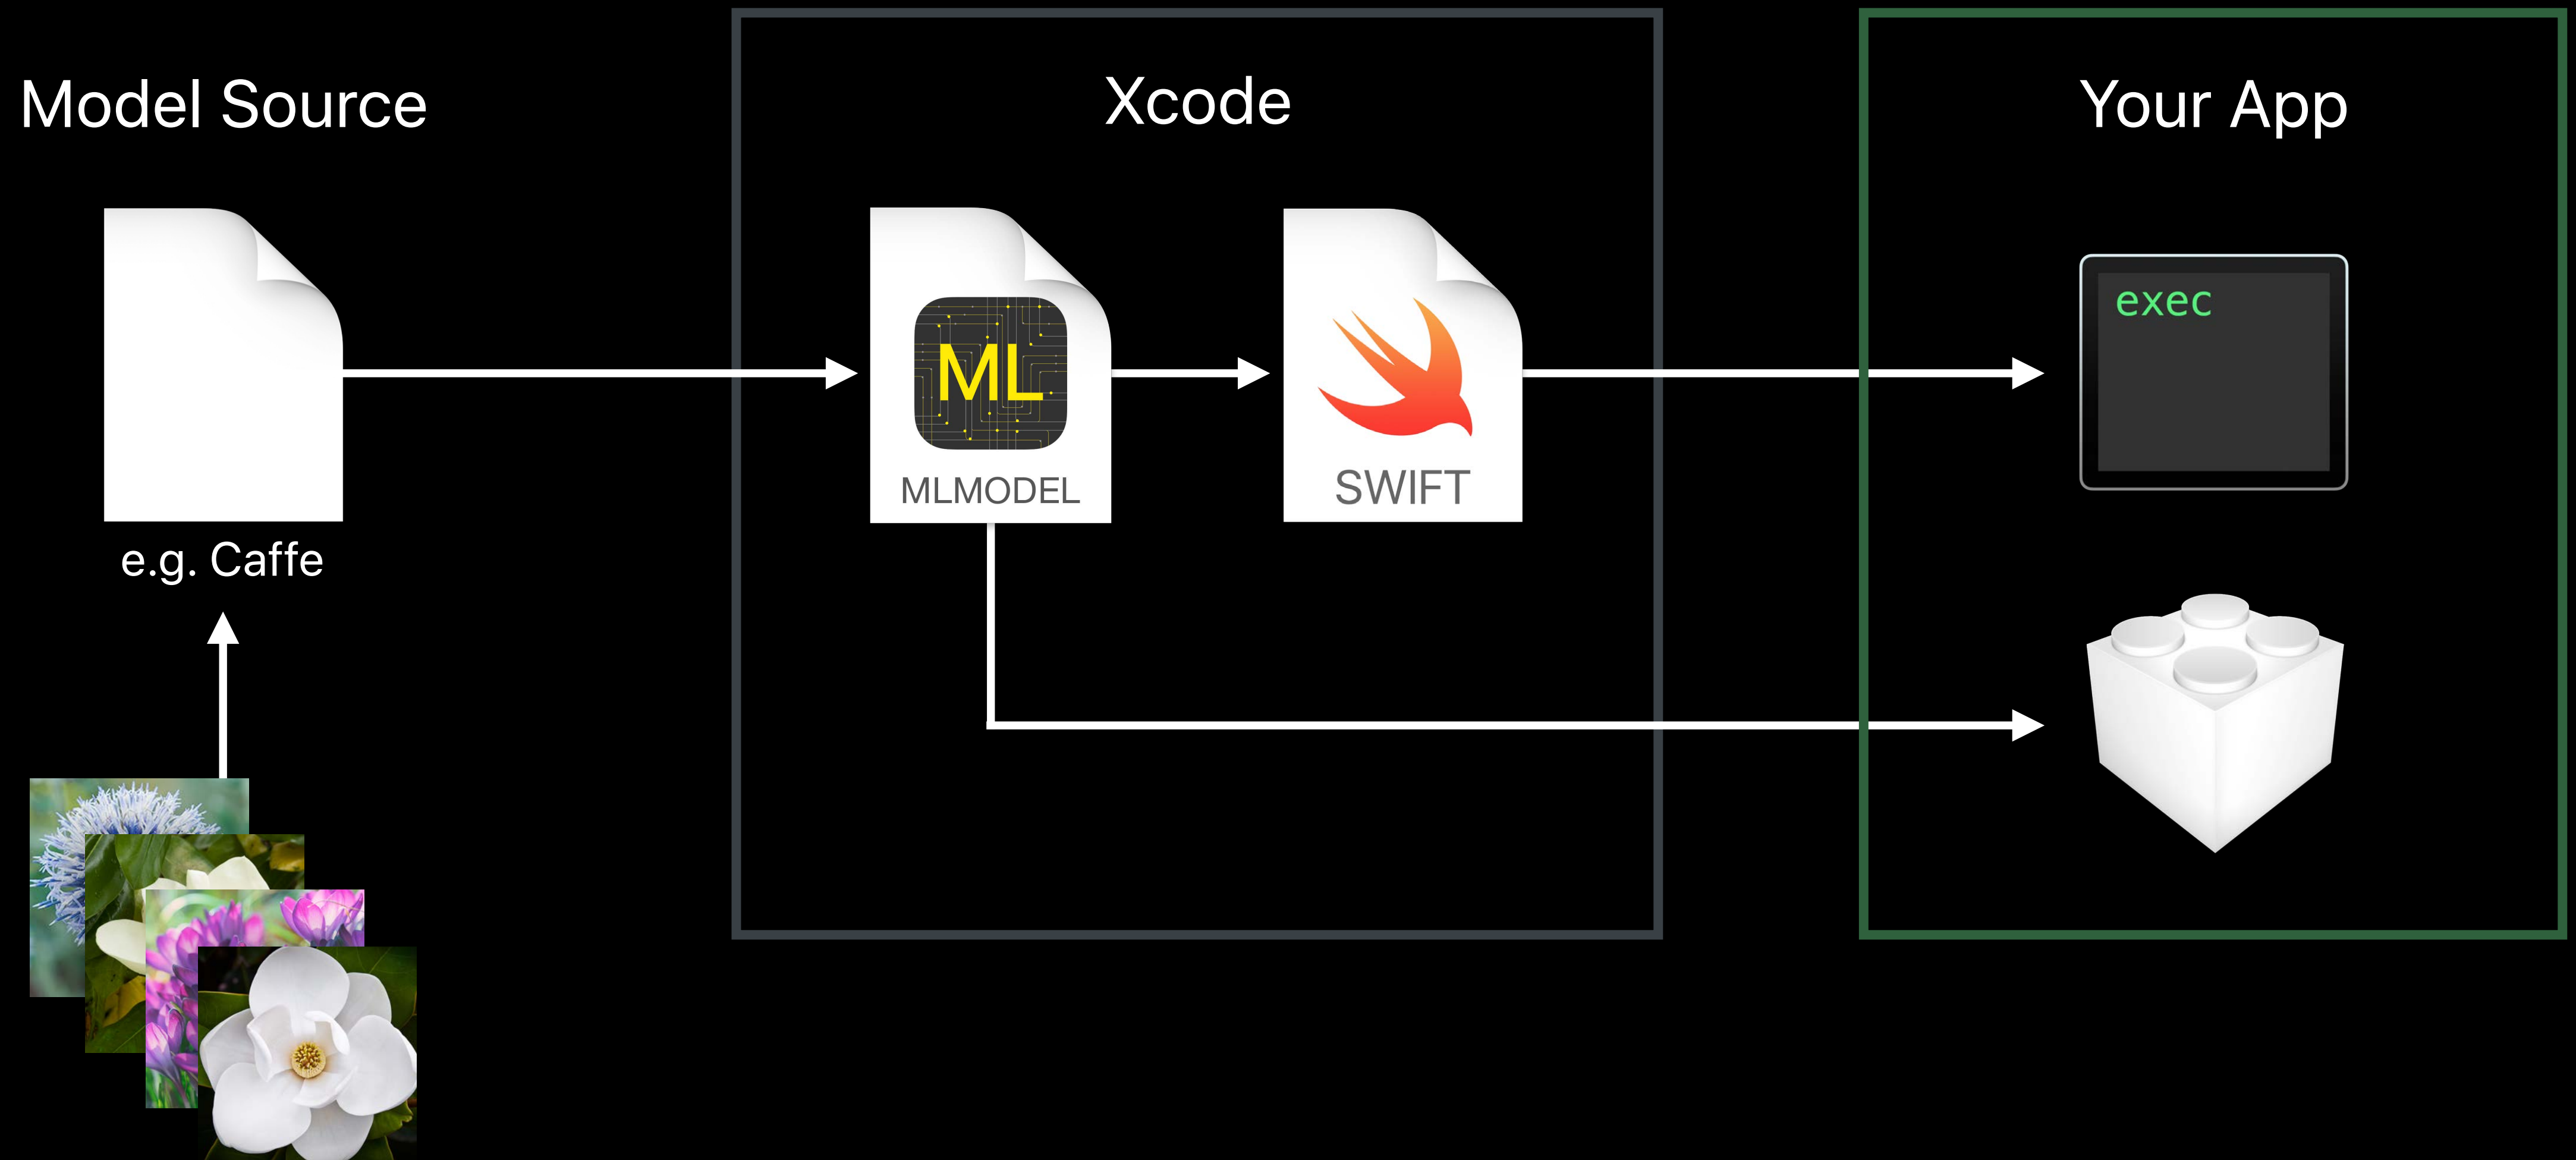 Model Source
e.g. Caffe
Xcode
ML
MLMODEL
SWIFT
Your App
exec